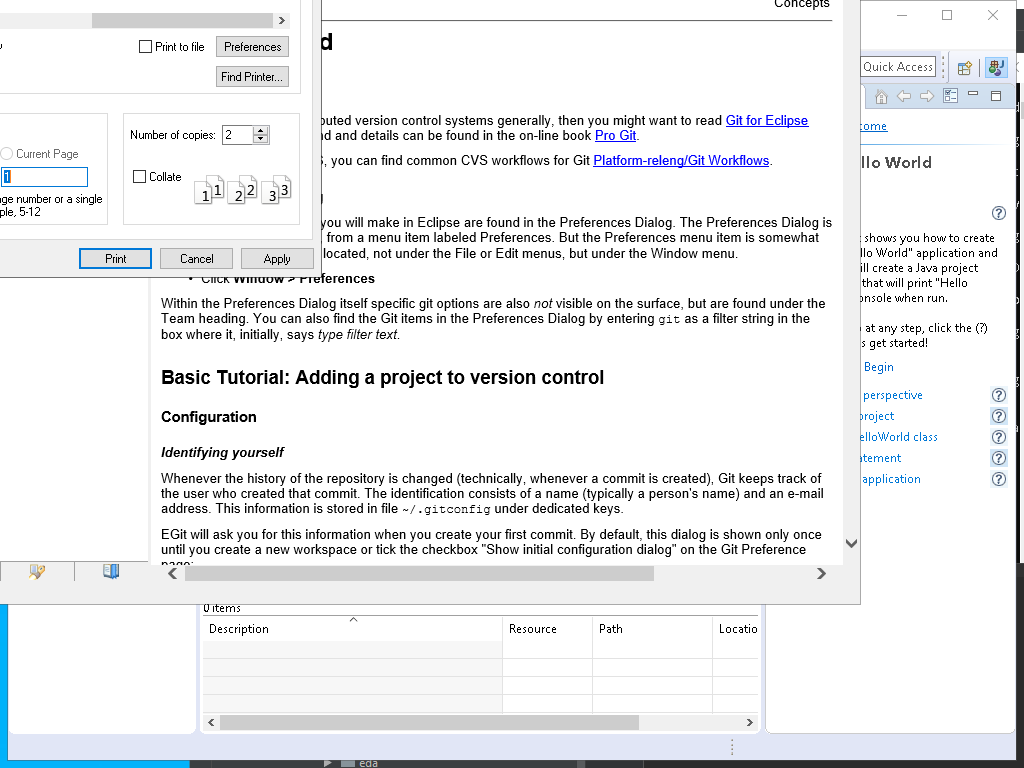 Concepts
d
Print to file
Preferences
Find Printer...
Quick Access
Number of copies: 2
Current Page
1
Collate
1 1 2 2 3 3
ge number or a single
ple, 5-12
Print
Cancel
Apply
buted version control systems generally, then you might want to read Git for Eclipse
nd and details can be found in the on-line book Pro Git.
, you can find common CVS workflows for Git Platform-releng/Git Workflows.
you will make in Eclipse are found in the Preferences Dialog. The Preferences Dialog is
from a menu item labeled Preferences. But the Preferences menu item is somewhat
located, not under the File or Edit menus, but under the Window menu.
• Click Window > Preferences
Within the Preferences Dialog itself specific git options are also not visible on the surface, but are found under the
Team heading. You can also find the Git items in the Preferences Dialog by entering git as a filter string in the
box where it, initially, says type filter text.
Basic Tutorial: Adding a project to version control
Configuration
Identifying yourself
Whenever the history of the repository is changed (technically, whenever a commit is created), Git keeps track of
the user who created that commit. The identification consists of a name (typically a person's name) and an e-mail
address. This information is stored in file ~/.gitconfig under dedicated keys.
EGit will ask you for this information when you create your first commit. By default, this dialog is shown only once
until you create a new workspace or tick the checkbox "Show initial configuration dialog" on the Git Preference
page:
ome
llo World
shows you how to create
llo World" application and
ill create a Java project
that will print "Hello
onsole when run.
at any step, click the (?)
s get started!
Begin
perspective
roject
elloWorld class
tement
application
0 items
Description
Resource
Path
Locatio
eda